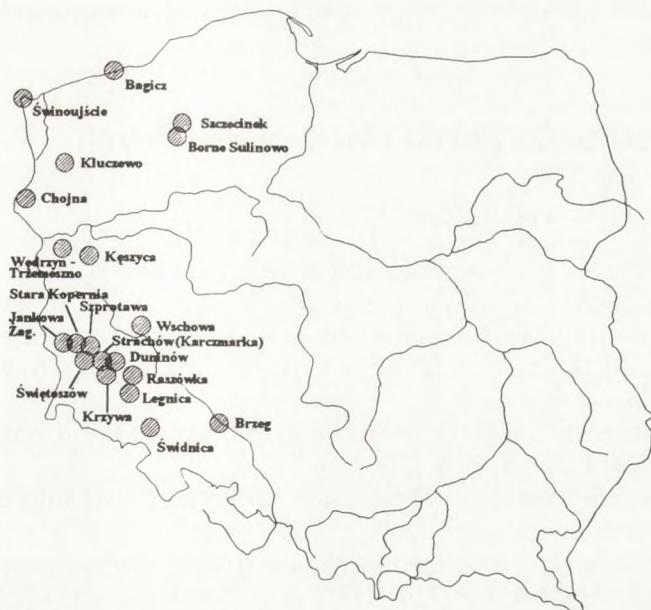 Bagicz
Świnoujście
Szczecinek
Borne Sulinowo
Kluczewo
Chojna
Wędrzyn -
Trzemeszno
Kęszyca
Stara Kopernia
Szprotawa
Jankowa
Żag.
Wschowa
Strachów(Karczmarka)
Duninów
Raszówka
Świętoszów
Legnica
Krzywa
Brzeg
Świdnica